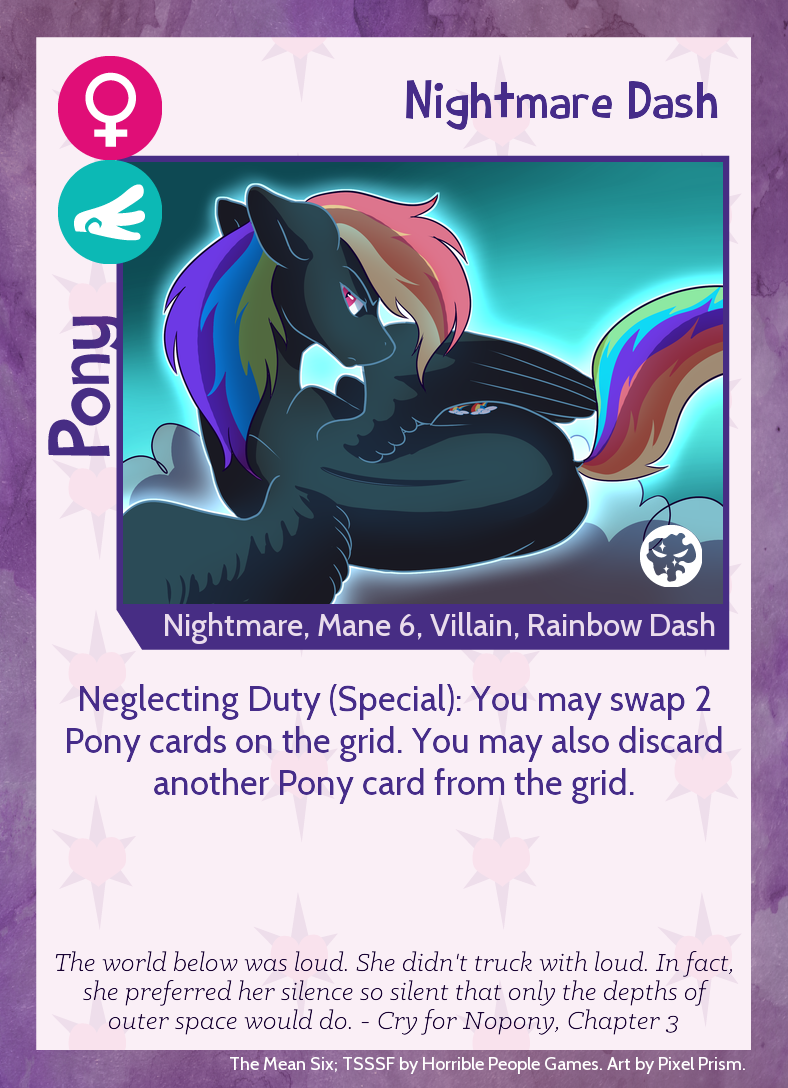 Nightmare Dash
Pony
Nightmare, Mane 6, Villain, Rainbow Dash
Neglecting Duty (Special): You may swap 2
Pony cards on the grid. You may also discard
another Pony card from the grid.
The world below was loud. She didn't truck with loud. In fact,
she preferred her silence so silent that only the depths of
outer space would do. - Cry for Nopony, Chapter 3
The Mean Six; TSSSF by Horrible People Games. Art by Pixel Prism.